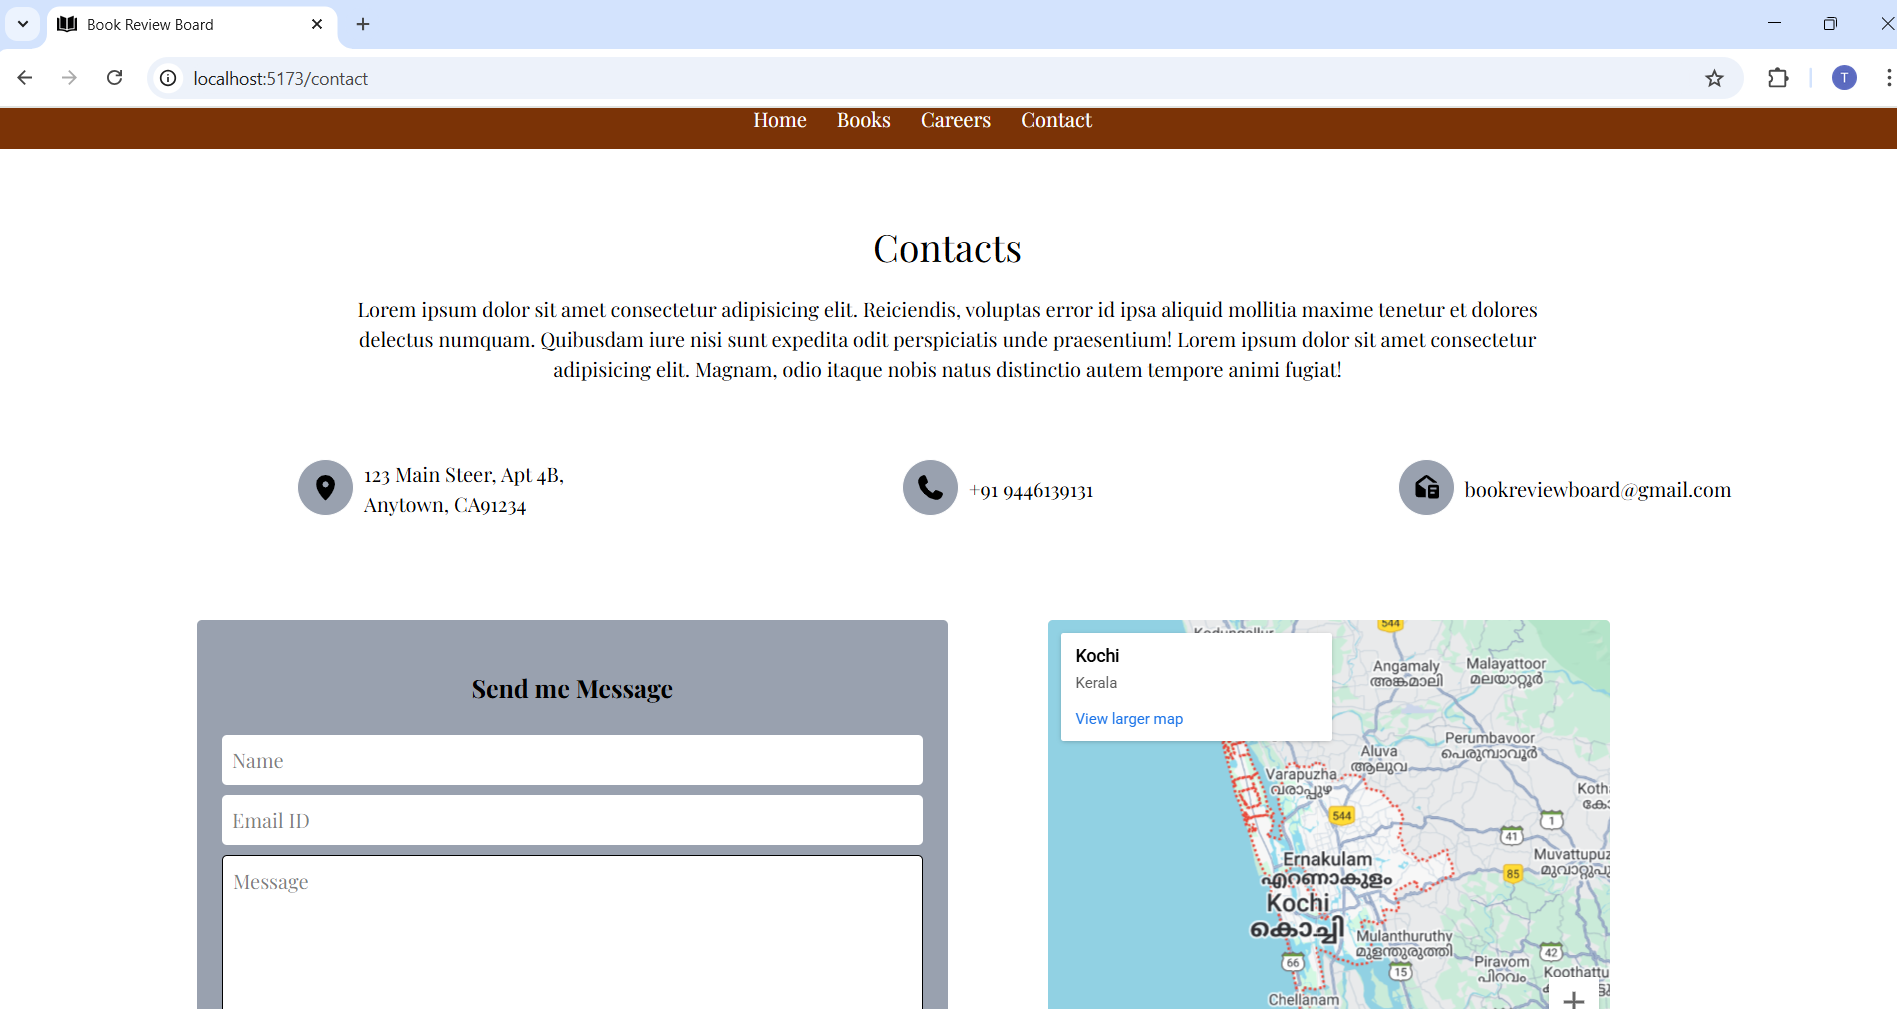 Book Review Board
localhost:5173/contact
T
Home Books Careers Contact
Contacts
Lorem ipsum dolor sit amet consectetur adipisicing elit. Reiciendis, voluptas error id ipsa aliquid mollitia maxime tenetur et dolores
delectus numquam. Quibusdam iure nisi sunt expedita odit perspiciatis unde praesentium! Lorem ipsum dolor sit amet consectetur
adipisicing elit. Magnam, odio itaque nobis natus distinctio autem tempore animi fugiat!
123 Main Steer, Apt 4B,
Anytown, CA91234
+91 9446139131
bookreviewboard@gmail.com
Send me Message
Name
Email ID
Message
Kochi
Kerala
View larger map
544
Angamaly
അങ്കമാലി
Malayattoor
മലയാറ്റൂർ
Perumbavoor
പെരുമ്പാവൂർ
Aluva
ആലുവ
Varapuzha
വരാപ്പുഴ
544
1
41
85
Ernakulam
എറണാകുളം
Kochi
കൊച്ചി
Mulanthuruthy
മുളന്തുരുത്തി
66
15
42
Piravom
പിറവം
Chellanam